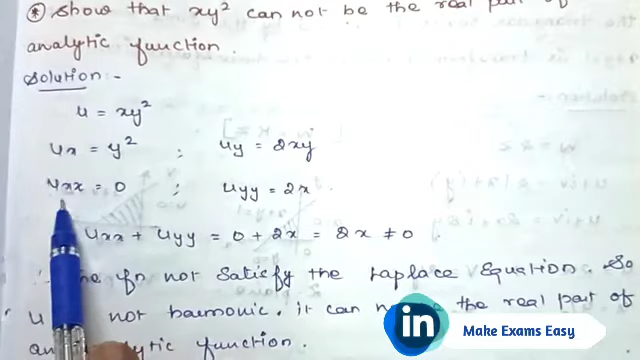 * Show that xy² can not be the real part of
analytic function.
Solution :-
u = xy²
ux = y² ; uy = 2xy
uxx = 0 ; uyy = 2x
uxx + uyy = 0 + 2x = 2x ≠ 0
fn not satisfy the Laplace Equation. So
u not harmonic. it can the real part of
function.
in Make Exams Easy